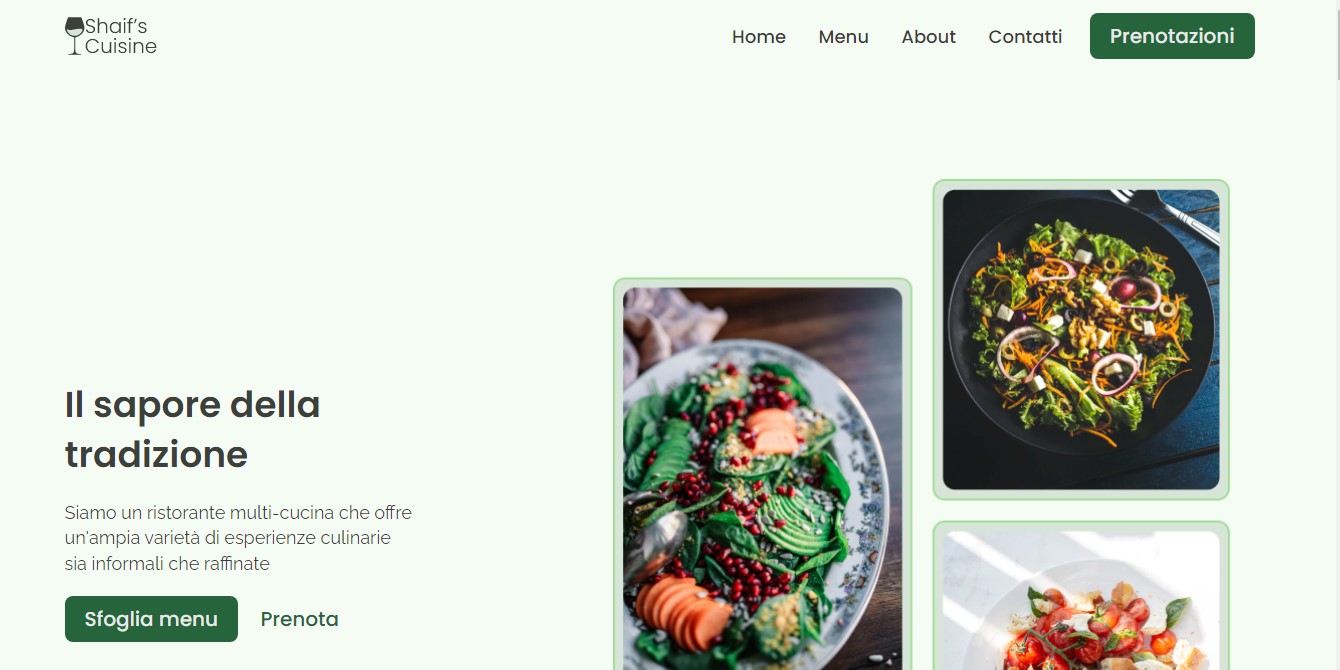 Shaif's
Cuisine
Home Menu About Contatti Prenotazioni
Il sapore della
tradizione
Siamo un ristorante multi-cucina che offre
un'ampia varietà di esperienze culinarie
sia informali che raffinate
Sfoglia menu Prenota